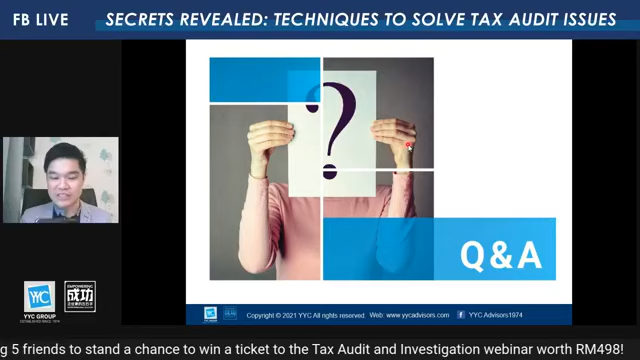 FB LIVE
SECRETS REVEALED: TECHNIQUES TO SOLVE TAX AUDIT ISSUES
?
Q&A
YYC
YYC GROUP
ESTABLISHED SINCE 1974
EMPOWERING
成功
Copyright © 2021 YYC All rights reserved. Web: www.yycadvisors.com
YYC Advisors1974
g 5 friends to stand a chance to win a ticket to the Tax Audit and Investigation webinar worth RM498!